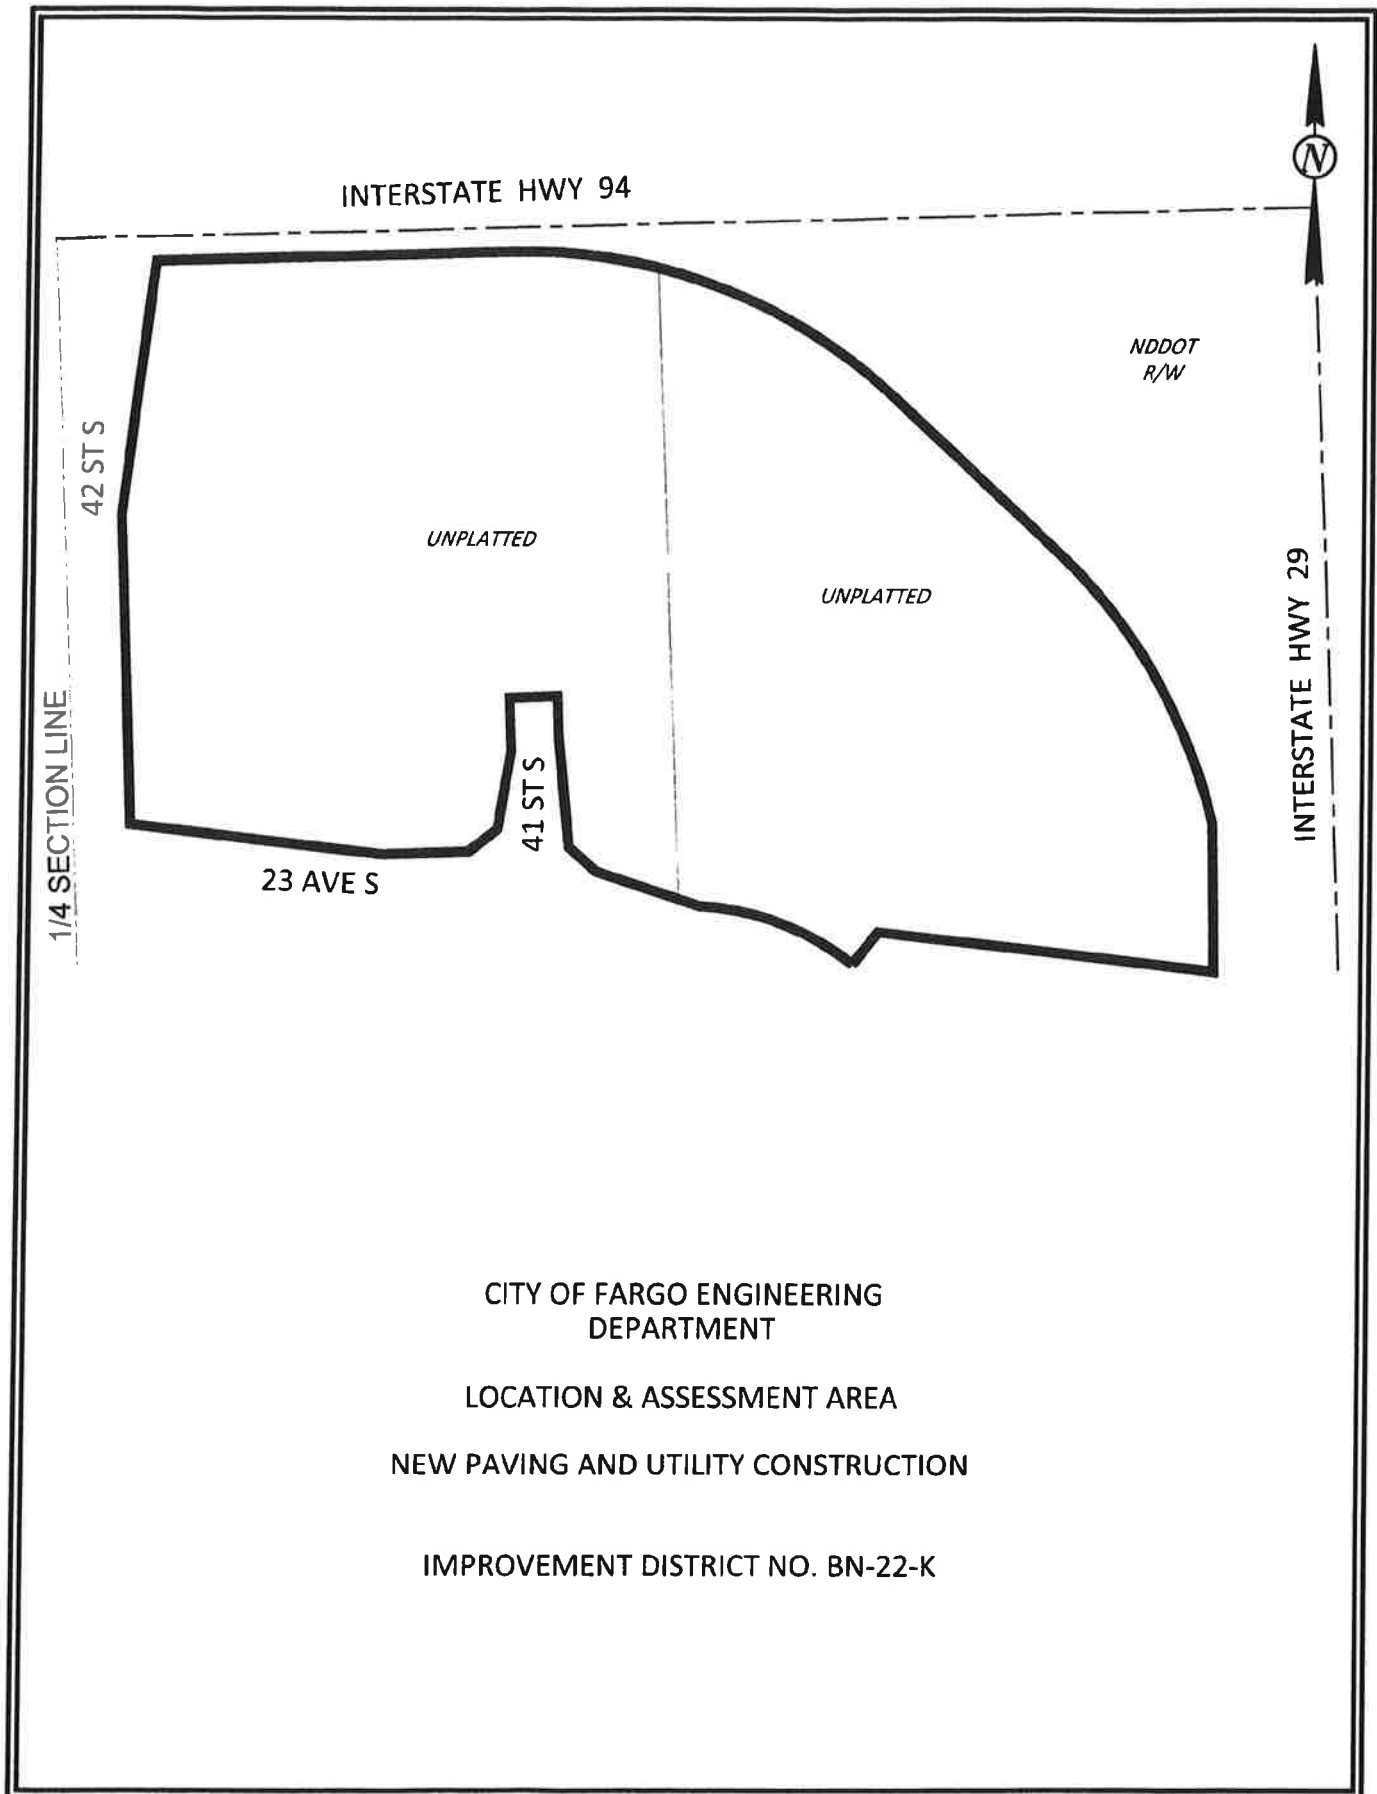 N
INTERSTATE HWY 94
NDDOT
R/W
42 ST S
UNPLATTED
UNPLATTED
INTERSTATE HWY 29
1/4 SECTION LINE
41 ST S
23 AVE S
CITY OF FARGO ENGINEERING
DEPARTMENT
LOCATION & ASSESSMENT AREA
NEW PAVING AND UTILITY CONSTRUCTION
IMPROVEMENT DISTRICT NO. BN-22-K